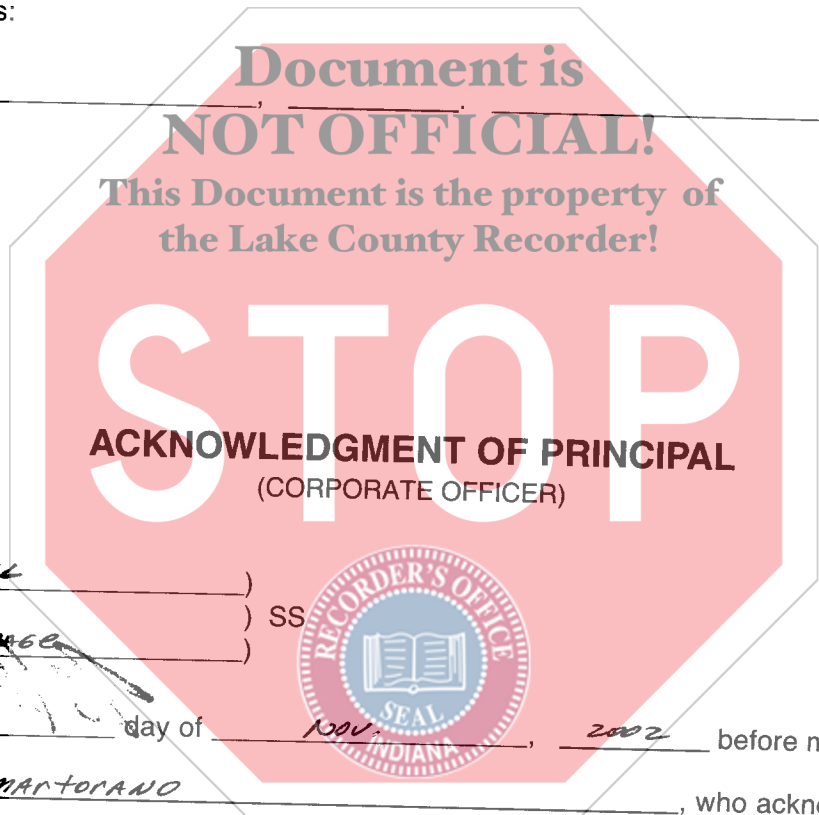 s:
Document is
NOT OFFICIAL!
This Document is the property of
the Lake County Recorder!
STOP
ACKNOWLEDGMENT OF PRINCIPAL
(CORPORATE OFFICER)
)
) SS
)
RECORDER'S OFFICE
SEAL
INDIANA
day of Nov. , 2002 before m
martorano , who ackno